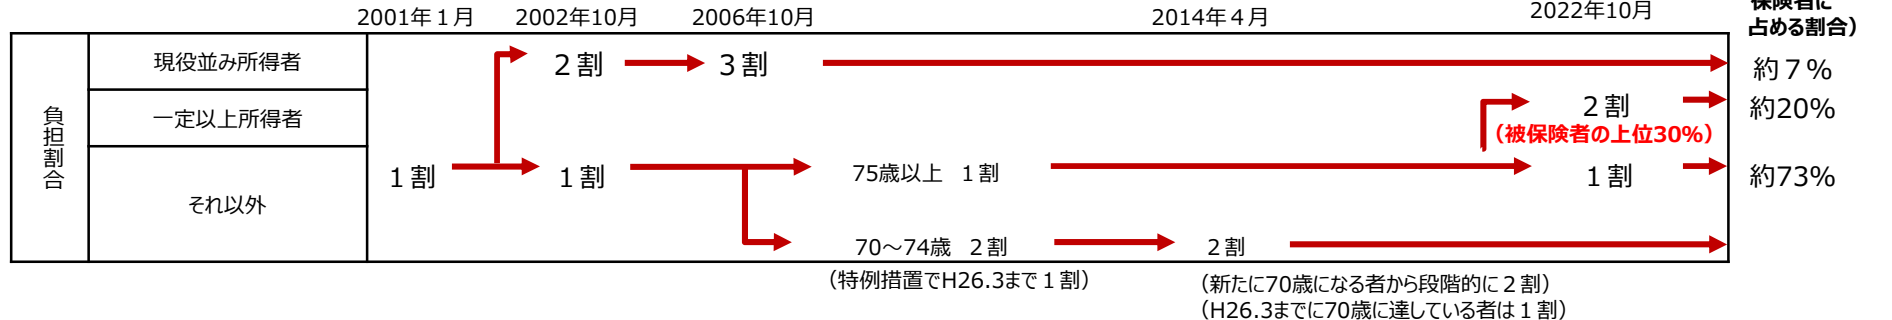 2001年１月
2002年10月
2006年10月
2014年４月
2022年10月
保険者に
占める割合）
負担割合
現役並み所得者
２割
３割
約７%
一定以上所得者
２割
（被保険者の上位30%）
約20%
それ以外
１割
１割
75歳以上　１割
１割
約73%
70～74歳　２割
２割
（特例措置でH26.3まで１割）
（新たに70歳になる者から段階的に２割）
（H26.3までに70歳に達している者は１割）